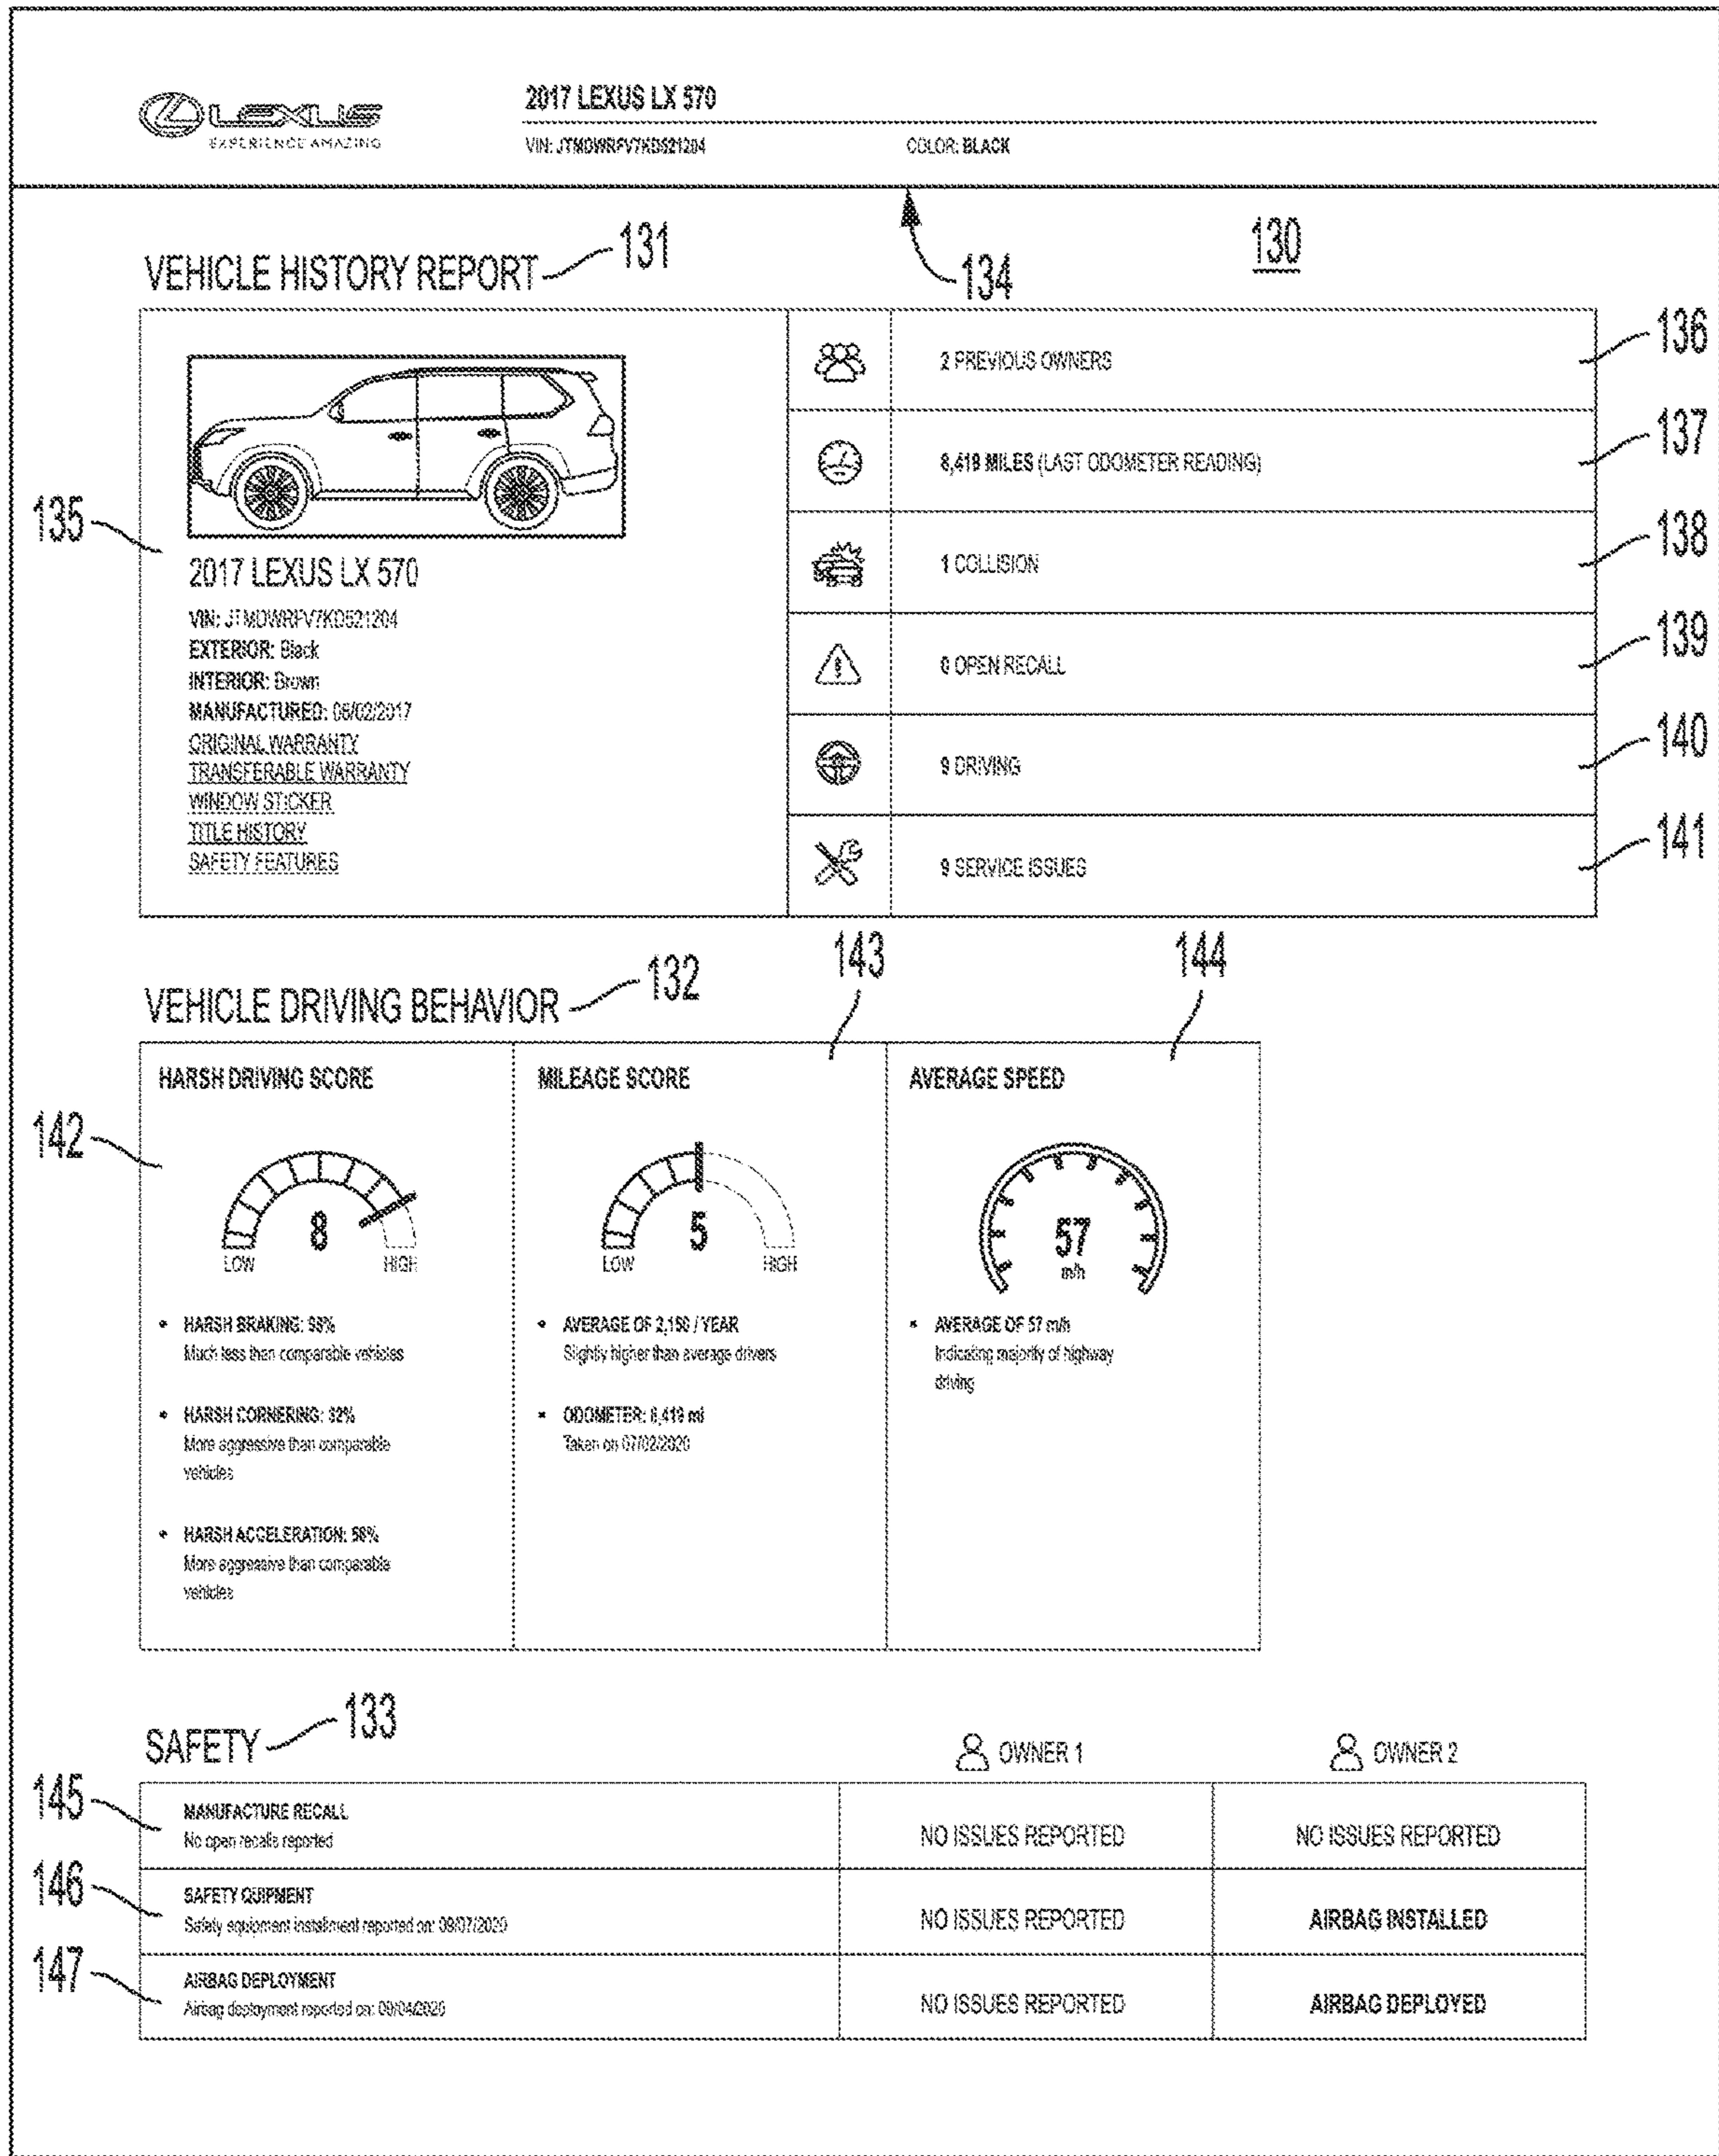 LEXUS
EXPERIENCE AMAZING
2017 LEXUS LX 570
VIN: JTMDWRFV7KD521204
COLOR: BLACK
130
131
134
VEHICLE HISTORY REPORT
135
2017 LEXUS LX 570
VIN: JTMDWRFV7KD521204
EXTERIOR: Black
INTERIOR: Brown
MANUFACTURED: 06/02/2017
ORIGINAL WARRANTY
TRANSFERABLE WARRANTY
WINDOW STICKER
TITLE HISTORY
SAFETY FEATURES
2 PREVIOUS OWNERS
136
8,419 MILES (LAST ODOMETER READING)
137
1 COLLISION
138
0 OPEN RECALL
139
9 DRIVING
140
9 SERVICE ISSUES
141
VEHICLE DRIVING BEHAVIOR
132
143
144
142
HARSH DRIVING SCORE
8
LOW HIGH
HARSH BRAKING:
Much less than comparable vehicles
HARSH CORNERING:
More aggressive than comparable
vehicles
HARSH ACCELERATION:
More aggressive than comparable
vehicles
MILEAGE SCORE
5
LOW HIGH
AVERAGE OF / YEAR
Slightly higher than average drivers
ODOMETER: 8,419 mi
Taken on 07/02/2020
AVERAGE SPEED
57
m/h
AVERAGE OF 57 m/h
Indicating majority of highway
driving
SAFETY
133
OWNER 1
OWNER 2
145
MANUFACTURE RECALL
No open recalls reported
NO ISSUES REPORTED
NO ISSUES REPORTED
146
SAFETY QUIPMENT
Safety equipment installment reported on: 09/07/2020
NO ISSUES REPORTED
AIRBAG INSTALLED
147
AIRBAG DEPLOYMENT
Airbag deployment reported on: 09/04/2020
NO ISSUES REPORTED
AIRBAG DEPLOYED